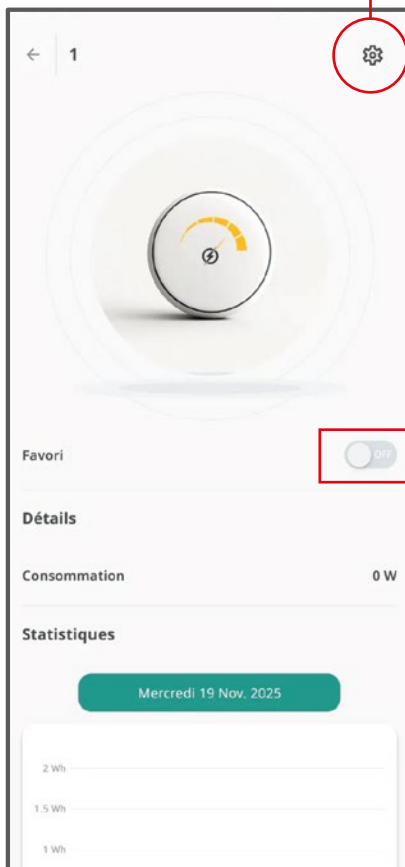 1
Favori OFF
Détails
Consommation 0 W
Statistiques
Mercredi 19 Nov. 2025
2 Wh
1.5 Wh
1 Wh